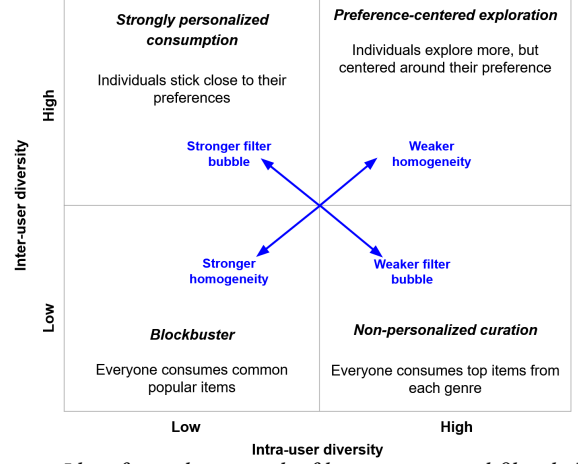 Strongly personalized
consumption
Individuals stick close to their
preferences
Preference-centered exploration
Individuals explore more, but
centered around their preference
High
Inter-user diversity
Low
Stronger filter
bubble
Weaker
homogeneity
Stronger
homogeneity
Weaker filter
bubble
Blockbuster
Everyone consumes common
popular items
Non-personalized curation
Everyone consumes top items from
each genre
Low
High
Intra-user diversity